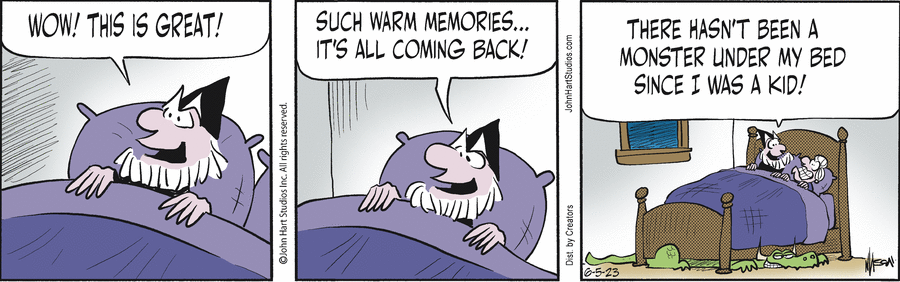 WOW! THIS IS GREAT!
©John Hart Studios Inc. All rights reserved.
SUCH WARM MEMORIES...
IT'S ALL COMING BACK!
JohnHartStudios.com
Dist. by Creators
THERE HASN'T BEEN A
MONSTER UNDER MY BED
SINCE I WAS A KID!
6-5-23
MASON